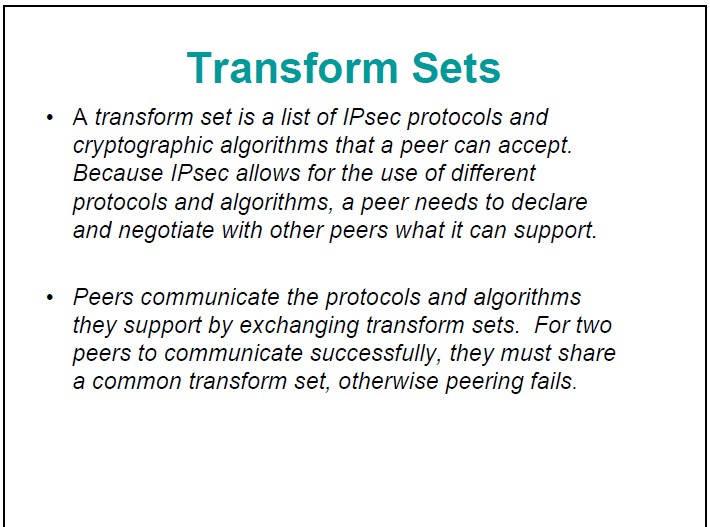 Transform Sets
• A transform set is a list of IPsec protocols and
cryptographic algorithms that a peer can accept.
Because IPsec allows for the use of different
protocols and algorithms, a peer needs to declare
and negotiate with other peers what it can support.
• Peers communicate the protocols and algorithms
they support by exchanging transform sets.  For two
peers to communicate successfully, they must share
a common transform set, otherwise peering fails.